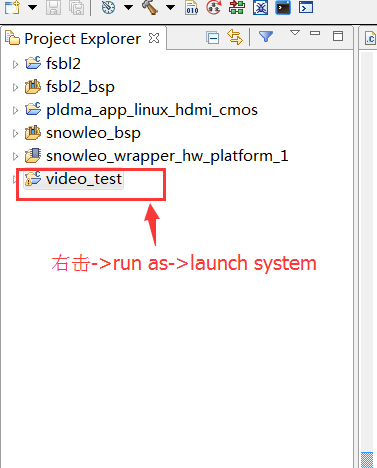 Project Explorer
fsbl2
fsbl2_bsp
pldma_app_linux_hdmi_cmos
snowleo_bsp
snowleo_wrapper_hw_platform_1
video_test
右击->run as->launch system